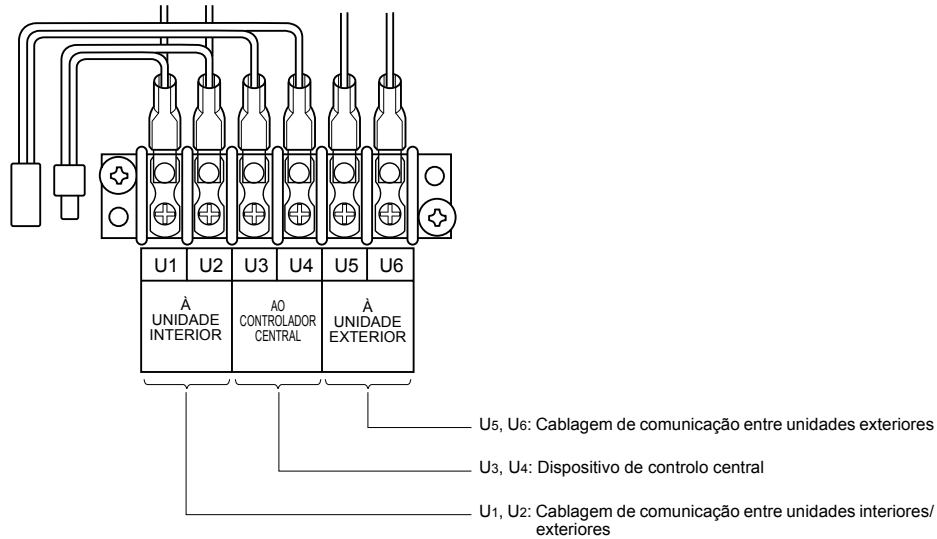 U1 U2 U3 U4 U5 U6
À
UNIDADE
INTERIOR
AO
CONTROLADOR
CENTRAL
À
UNIDADE
EXTERIOR
U5, U6: Cablagem de comunicação entre unidades exteriores
U3, U4: Dispositivo de controlo central
U1, U2: Cablagem de comunicação entre unidades interiores/
exteriores